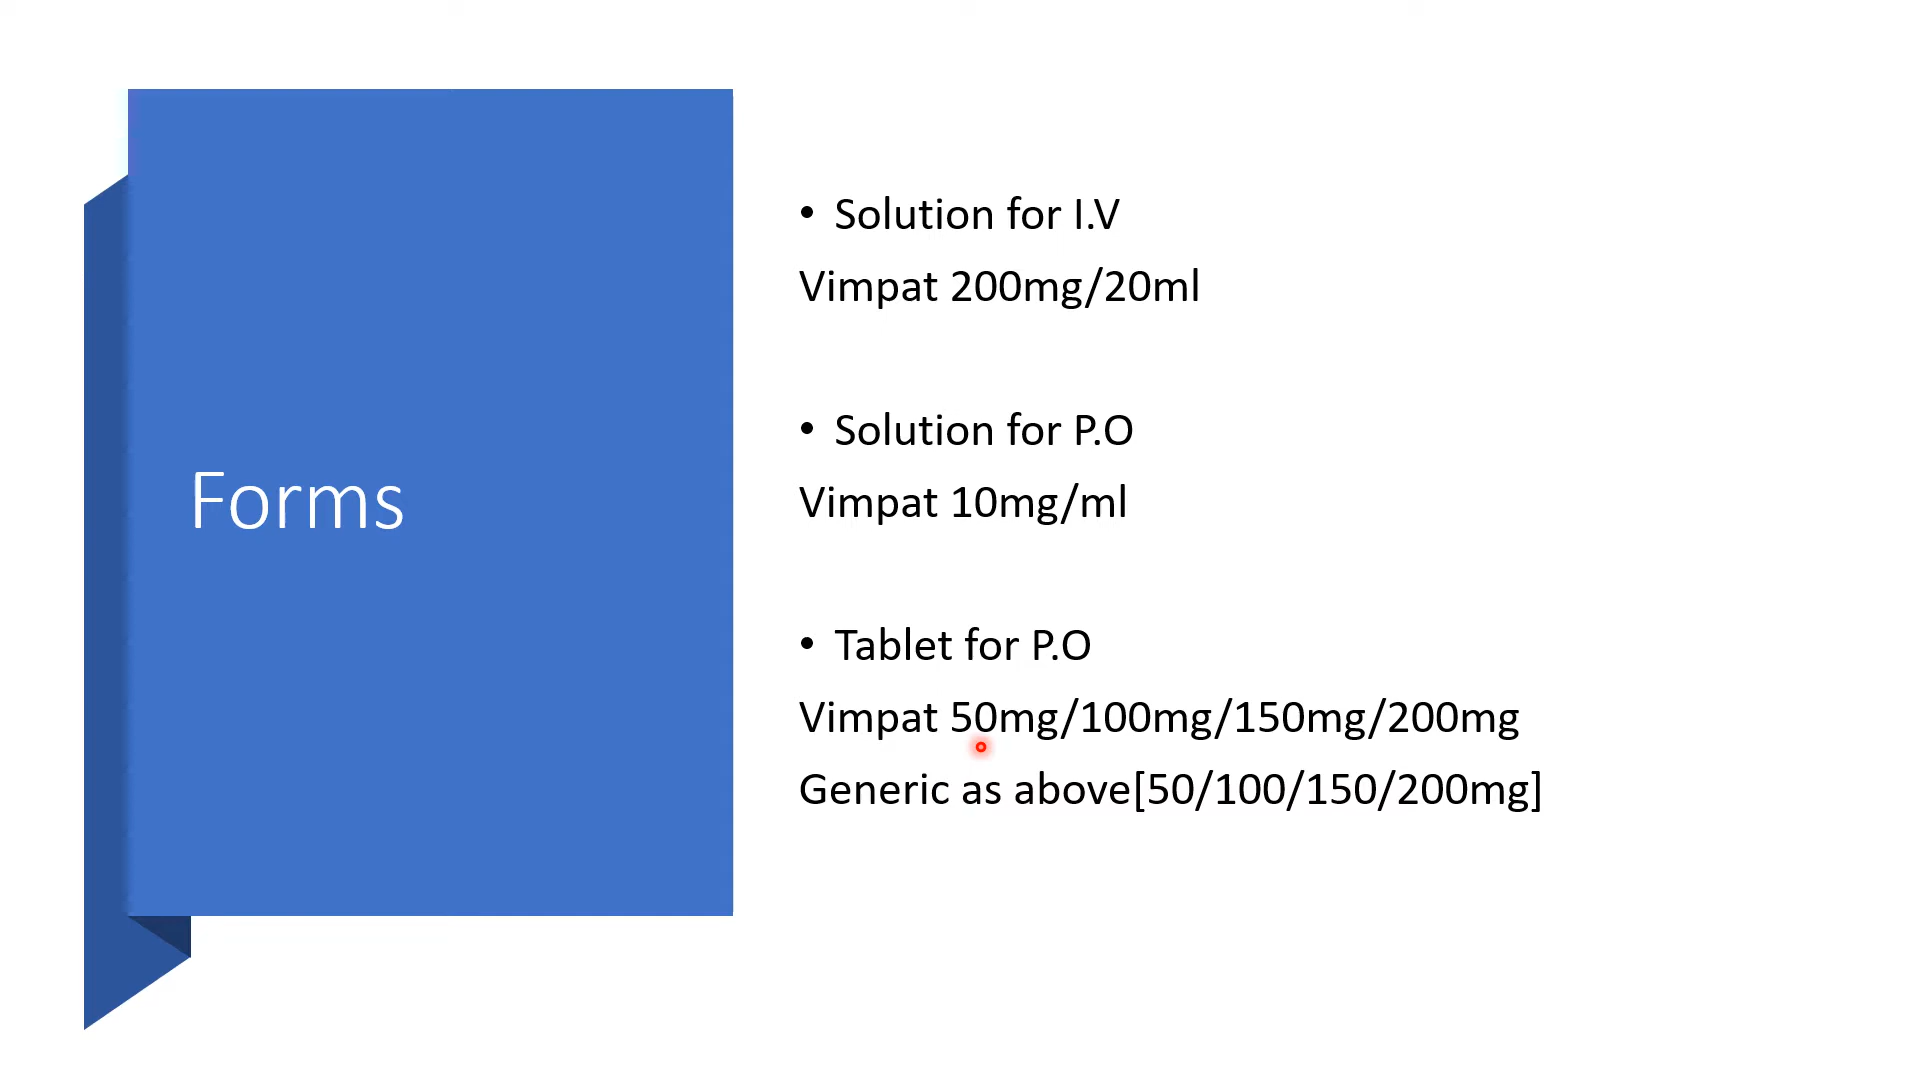 Forms
• Solution for I.V
Vimpat 200mg/20ml
• Solution for P.O
Vimpat 10mg/ml
• Tablet for P.O
Vimpat 50mg/100mg/150mg/200mg
Generic as above[50/100/150/200mg]